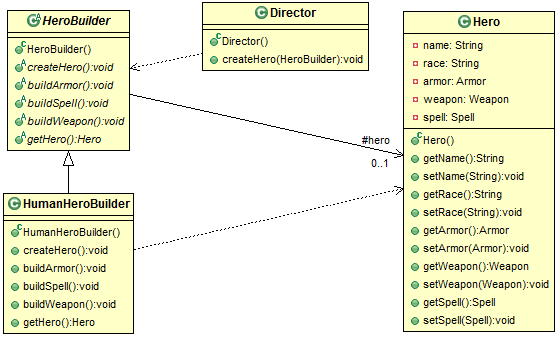 HeroBuilder
HeroBuilder()
createHero():void
buildArmor():void
buildSpell():void
buildWeapon():void
getHero():Hero
Director
Director()
createHero(HeroBuilder):void
Hero
name: String
race: String
armor: Armor
weapon: Weapon
spell: Spell
Hero()
getName():String
setName(String):void
getRace():String
setRace(String):void
getArmor():Armor
setArmor(Armor):void
getWeapon():Weapon
setWeapon(Weapon):void
getSpell():Spell
setSpell(Spell):void
#hero
0..1
HumanHeroBuilder
HumanHeroBuilder()
createHero():void
buildArmor():void
buildSpell():void
buildWeapon():void
getHero():Hero